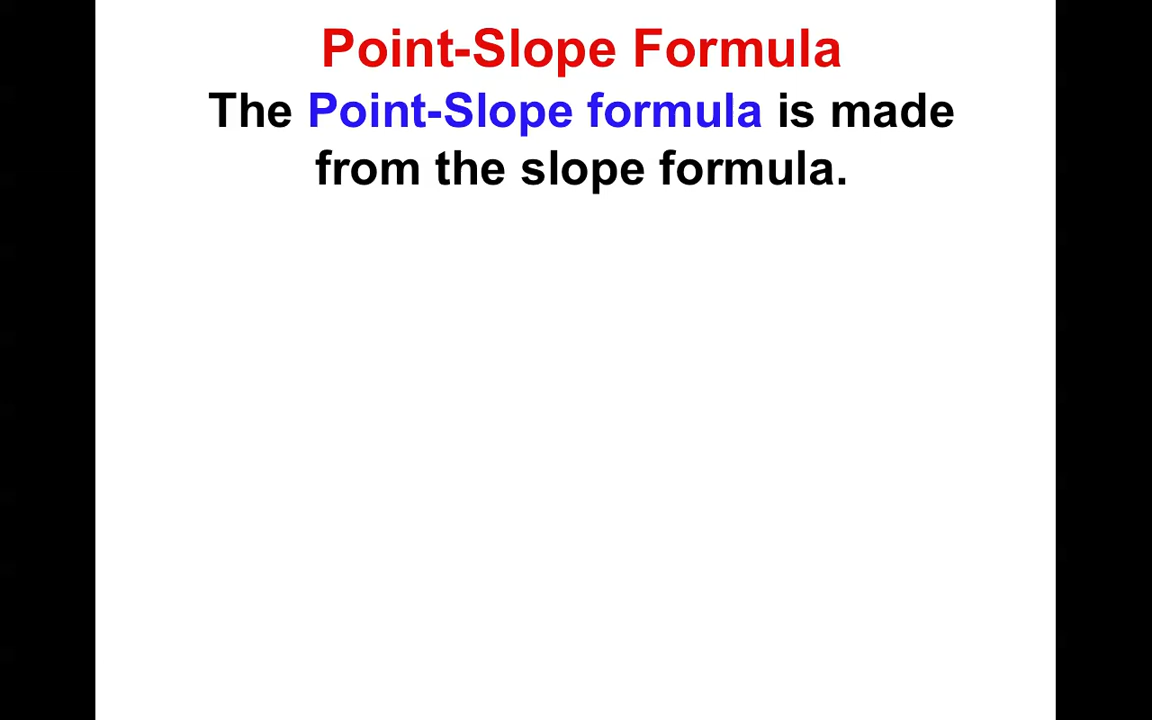 Point-Slope Formula
The Point-Slope formula is made
from the slope formula.